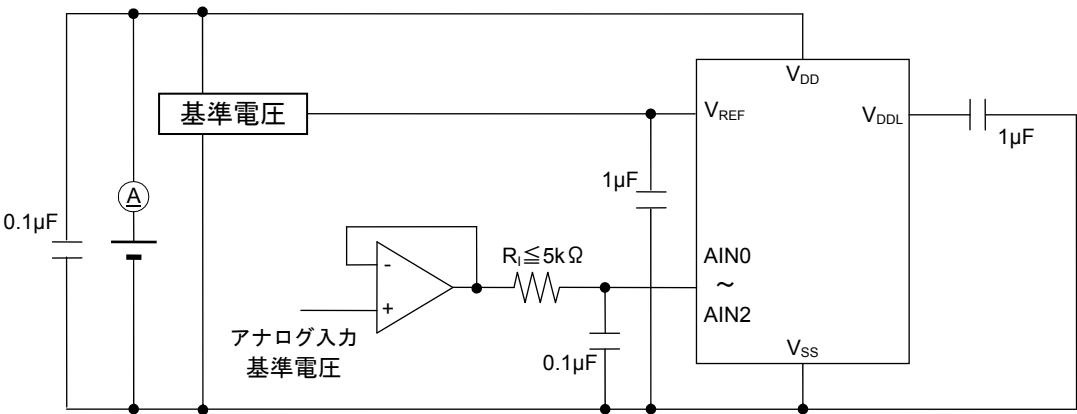 V_DD
基準電圧
V_REF
V_DDL
1μF
1μF
A
0.1μF
R_I≦5kΩ
-
+
AIN0
~
AIN2
アナログ入力
基準電圧
0.1μF
V_SS